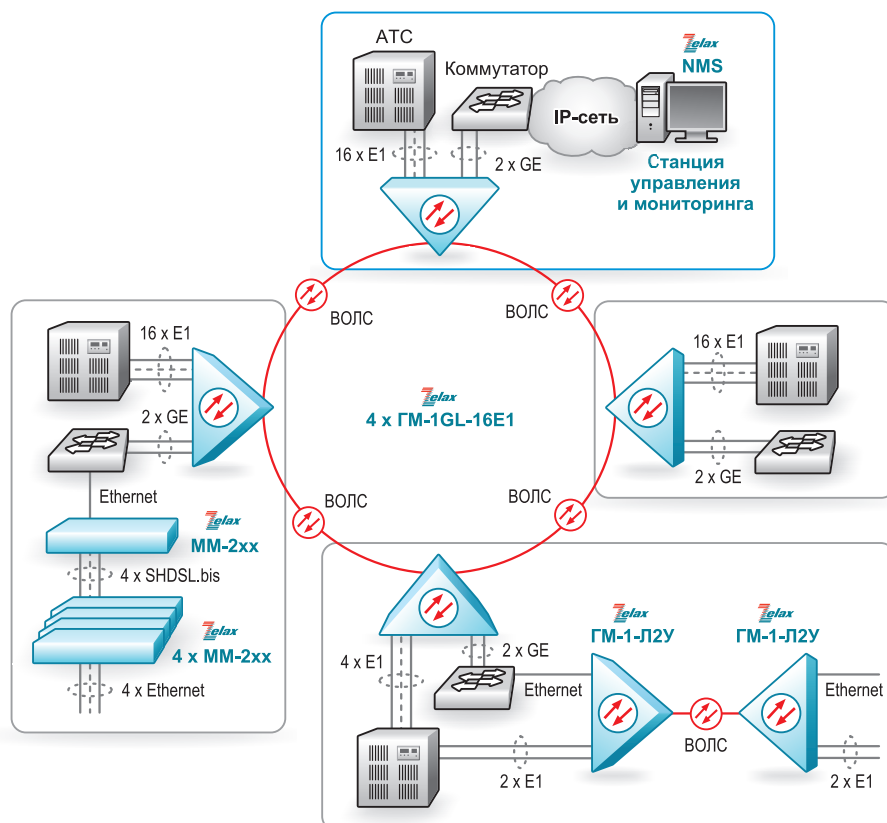 АТС
Коммутатор
Zelax
NMS
IP-сеть
16 x E1
2 x GE
Станция
управления
и мониторинга
ВОЛС
ВОЛС
16 x E1
2 x GE
Ethernet
Zelax
ММ-2xx
4 x SHDSL.bis
Zelax
4 x ММ-2xx
4 x Ethernet
Zelax
4 x ГМ-1GL-16E1
16 x E1
2 x GE
ВОЛС
ВОЛС
4 x E1
2 x GE
Ethernet
2 x E1
Zelax
ГМ-1-Л2У
ВОЛС
Zelax
ГМ-1-Л2У
Ethernet
2 x E1